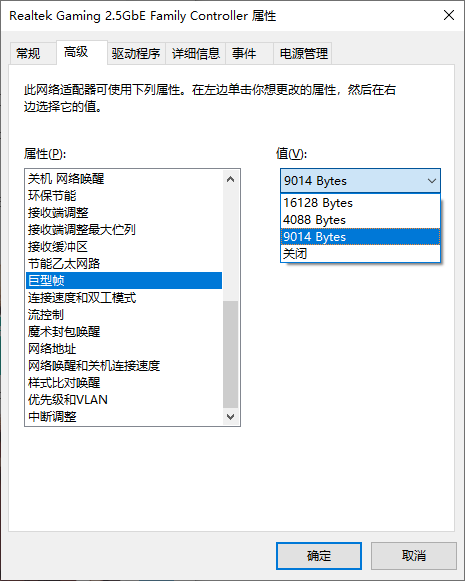 Realtek Gaming 2.5GbE Family Controller 属性
常规 高级 驱动程序 详细信息 事件 电源管理
此网络适配器可使用下列属性。在左边单击你想更改的属性，然后在右
边选择它的值。
属性(P):
关机 网络唤醒
环保节能
接收端调整
接收端调整最大伫列
接收缓冲区
节能乙太网路
巨型帧
连接速度和双工模式
流控制
魔术封包唤醒
网络地址
网络唤醒和关机连接速度
样式比对唤醒
优先级和VLAN
中断调整
值(V):
9014 Bytes
16128 Bytes
4088 Bytes
9014 Bytes
关闭
确定 取消